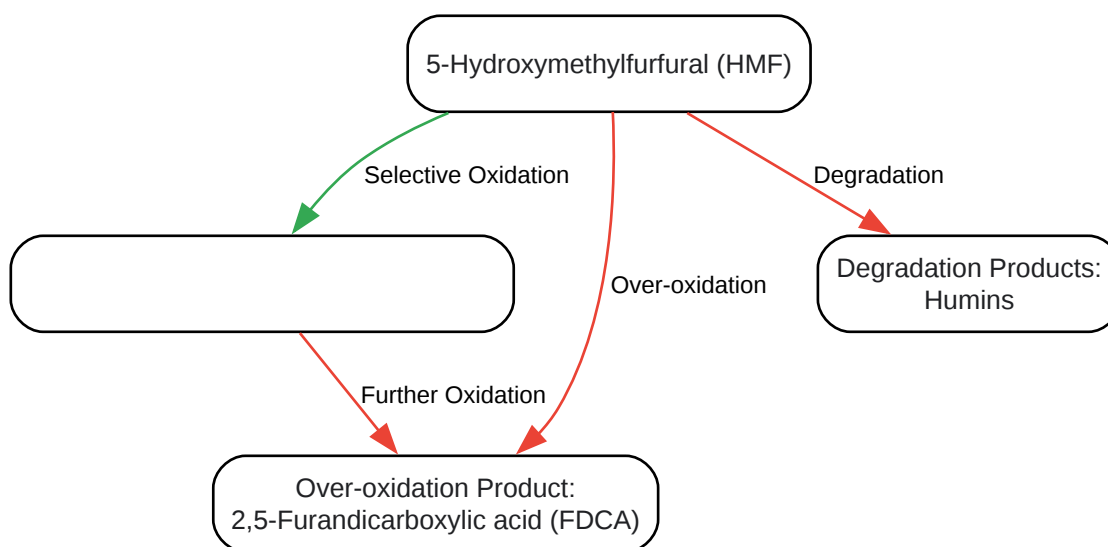 5-Hydroxymethylfurfural (HMF)
Selective Oxidation
Degradation
Over-oxidation
Degradation Products:
Humins
Further Oxidation
Over-oxidation Product:
2,5-Furandicarboxylic acid (FDCA)